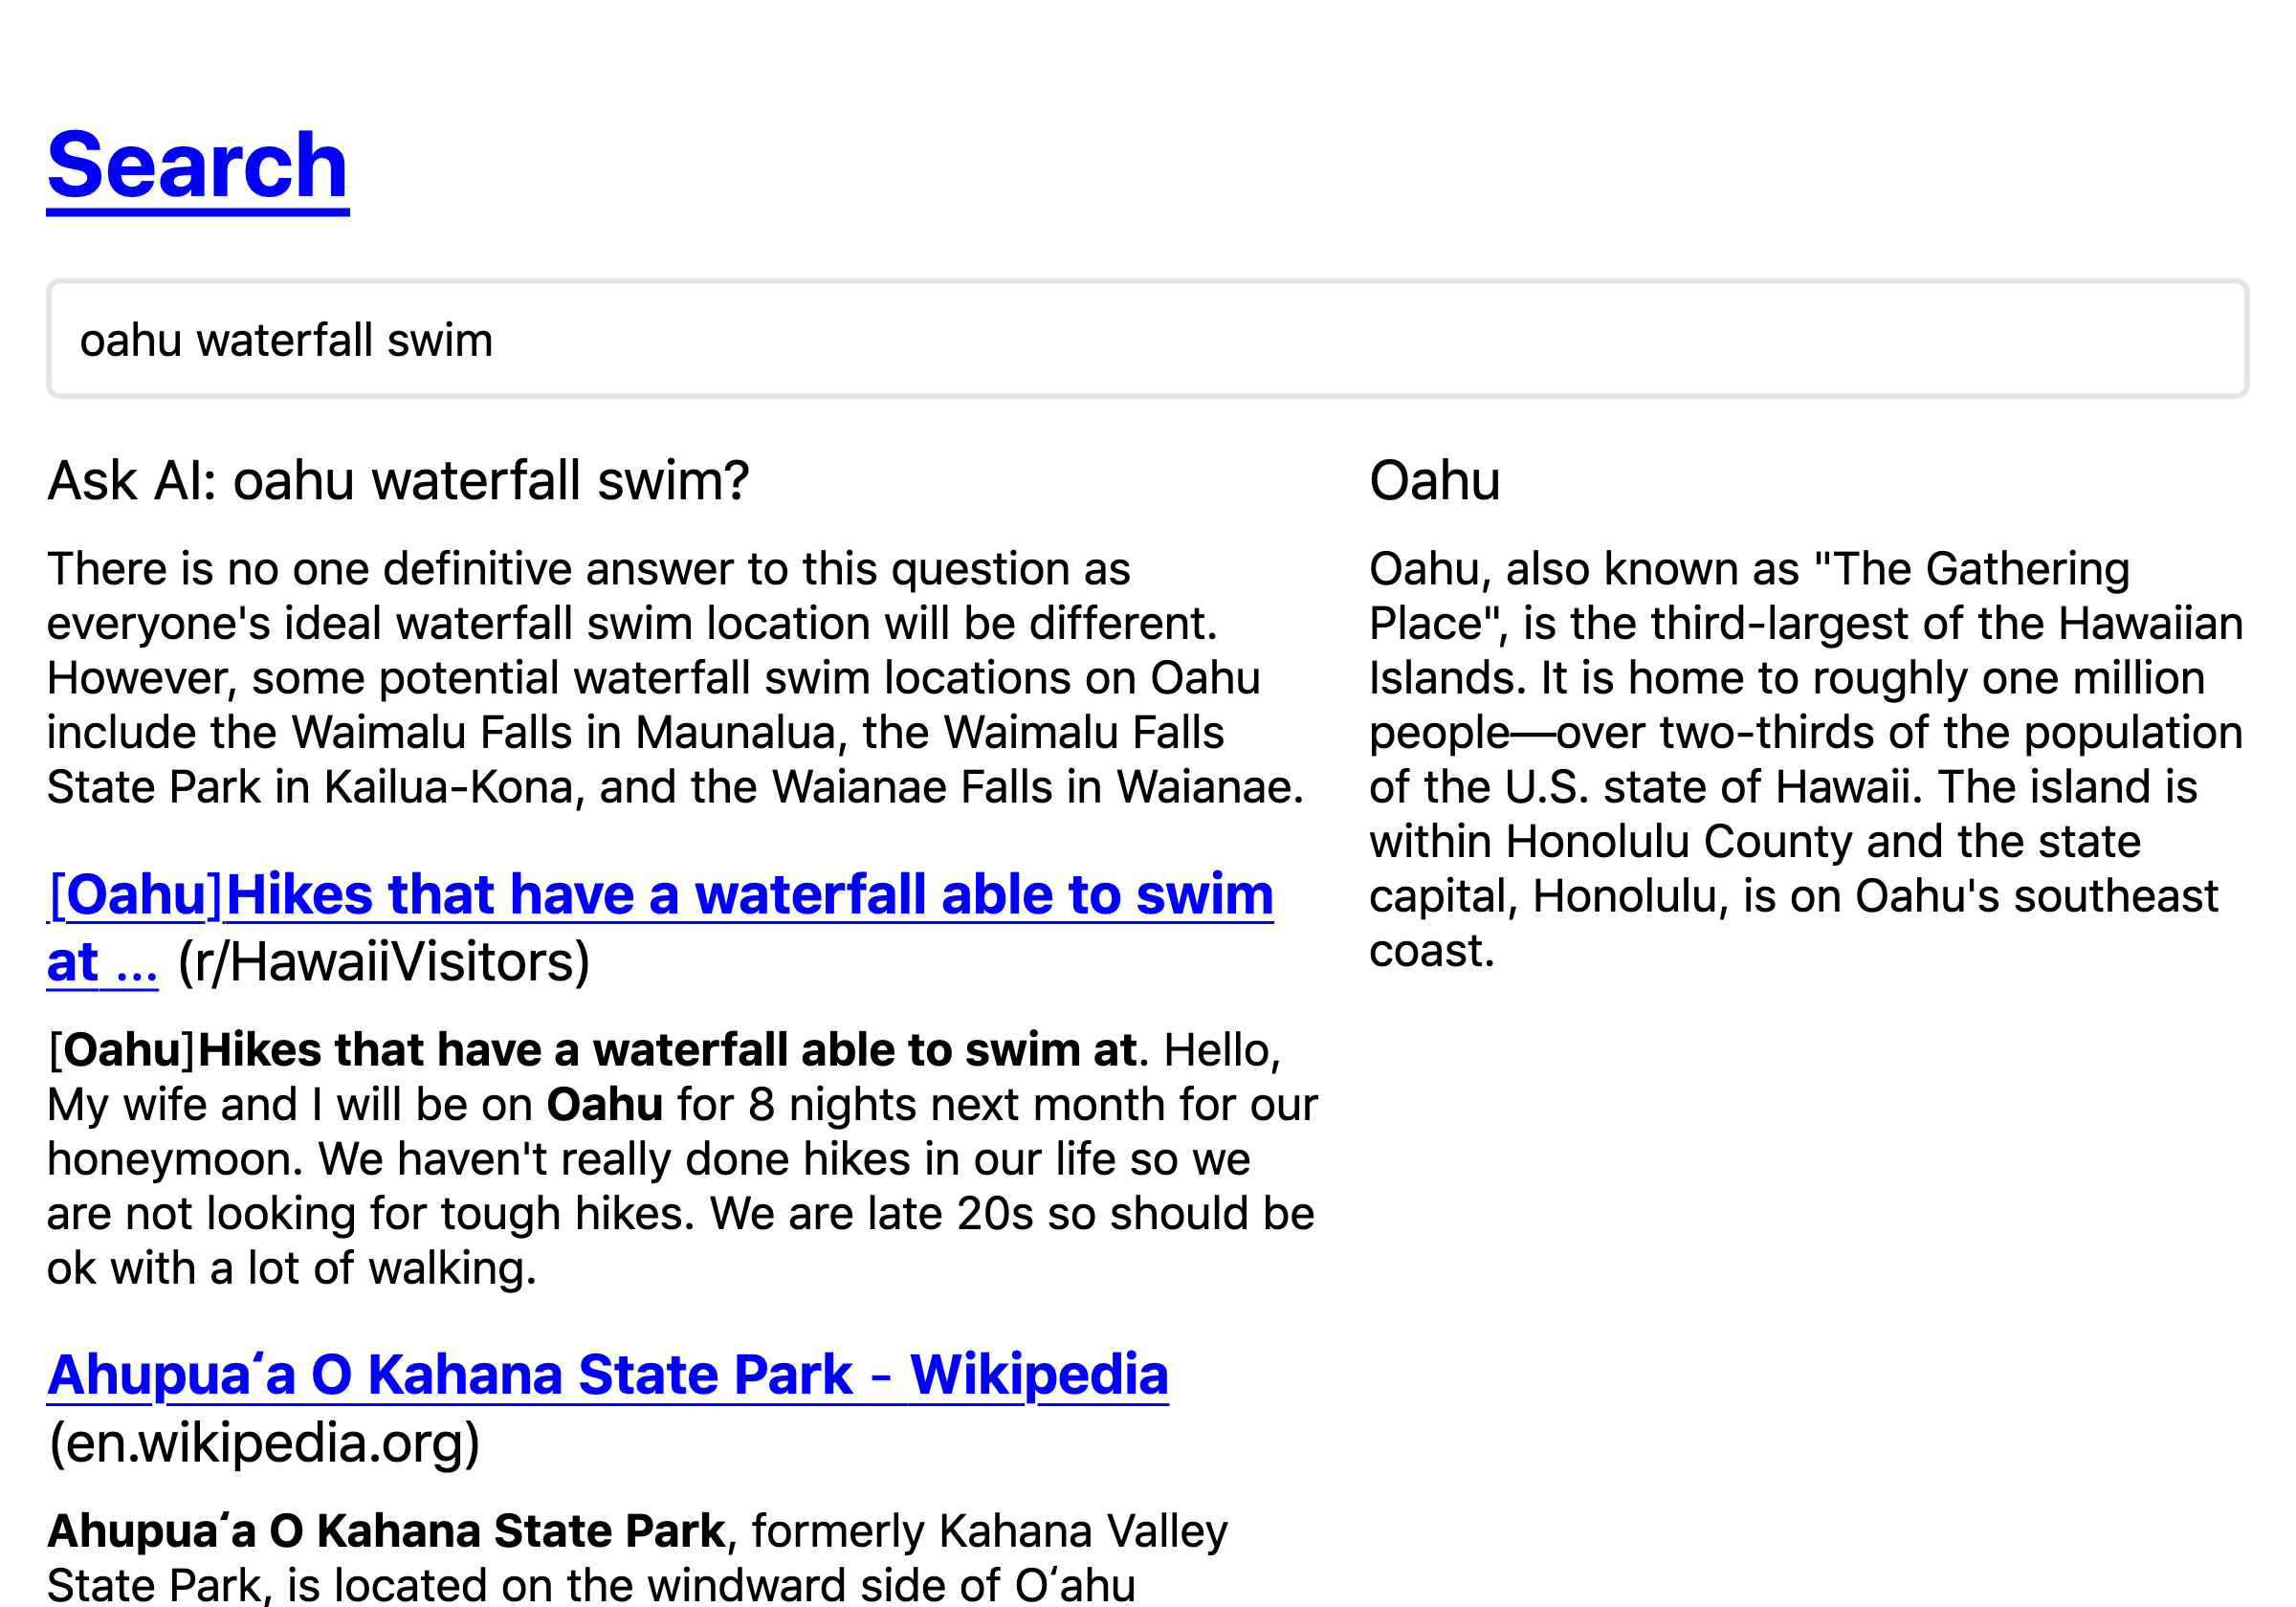 Search
oahu waterfall swim
Ask AI: oahu waterfall swim?
There is no one definitive answer to this question as
everyone's ideal waterfall swim location will be different.
However, some potential waterfall swim locations on Oahu
include the Waimalu Falls in Maunalua, the Waimalu Falls
State Park in Kailua-Kona, and the Waianae Falls in Waianae.
[Oahu]Hikes that have a waterfall able to swim
at ... (r/HawaiiVisitors)
[Oahu]Hikes that have a waterfall able to swim at. Hello,
My wife and I will be on Oahu for 8 nights next month for our
honeymoon. We haven't really done hikes in our life so we
are not looking for tough hikes. We are late 20s so should be
ok with a lot of walking.
Ahupuaʻa O Kahana State Park - Wikipedia
(en.wikipedia.org)
Ahupuaʻa O Kahana State Park, formerly Kahana Valley
State Park, is located on the windward side of Oʻahu
Oahu
Oahu, also known as "The Gathering
Place", is the third-largest of the Hawaiian
Islands. It is home to roughly one million
people—over two-thirds of the population
of the U.S. state of Hawaii. The island is
within Honolulu County and the state
capital, Honolulu, is on Oahu's southeast
coast.